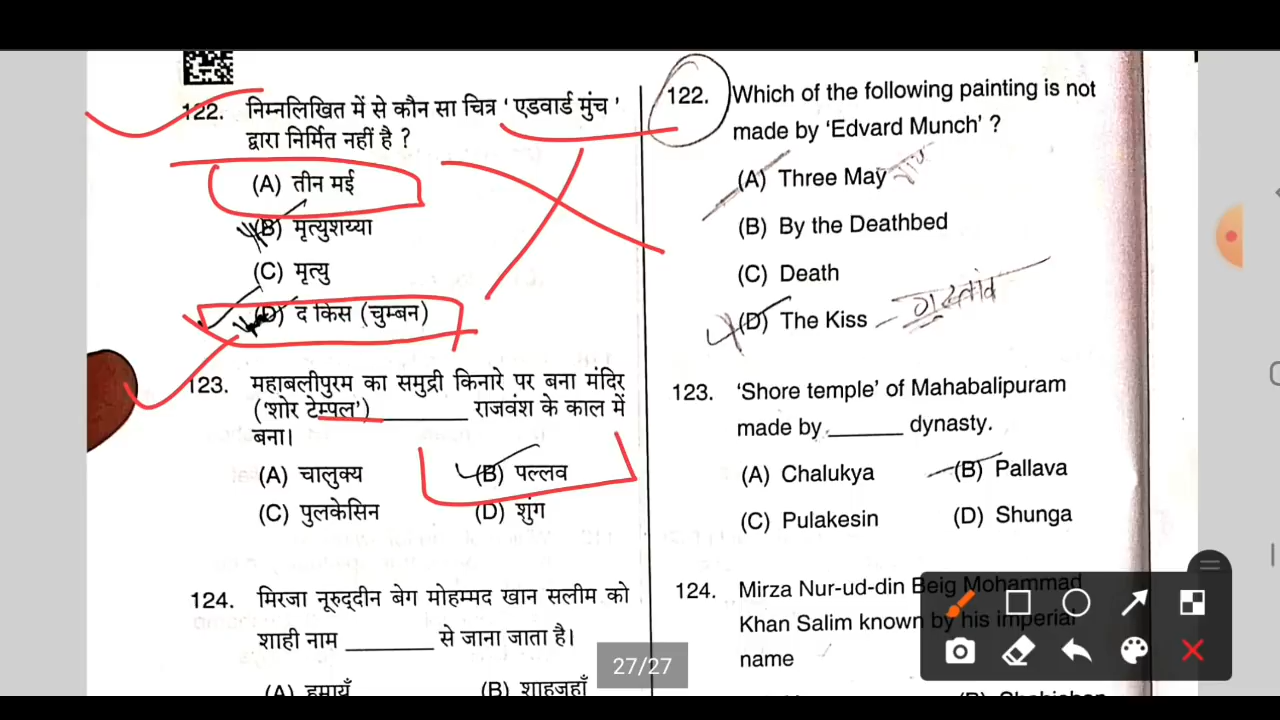 122. निम्नलिखित में से कौन सा चित्र ' एडवार्ड मुंच '
द्वारा निर्मित नहीं है ?
(A) तीन मई
(B) मृत्युशय्या
(C) मृत्यु
(D) द किस (चुम्बन)
123. महाबलीपुरम का समुद्री किनारे पर बना मंदिर
('शोर टेम्पल') ________ राजवंश के काल में
बना।
(A) चालुक्य (B) पल्लव
(C) पुलकेसिन (D) शुंग
124. मिरजा नूरुद्दीन बेग मोहम्मद खान सलीम को
शाही नाम ________ से जाना जाता है।
(A) हुमायूँ (B) शाहजहाँ
122. Which of the following painting is not
made by 'Edvard Munch' ?
(A) Three May
(B) By the Deathbed
(C) Death
(D) The Kiss – गुस्ताव
123. 'Shore temple' of Mahabalipuram
made by ______ dynasty.
(A) Chalukya (B) Pallava
(C) Pulakesin (D) Shunga
124. Mirza Nur-ud-din Beig Mohammad
Khan Salim known by his imperial
name
(B) Shahjahan
27/27